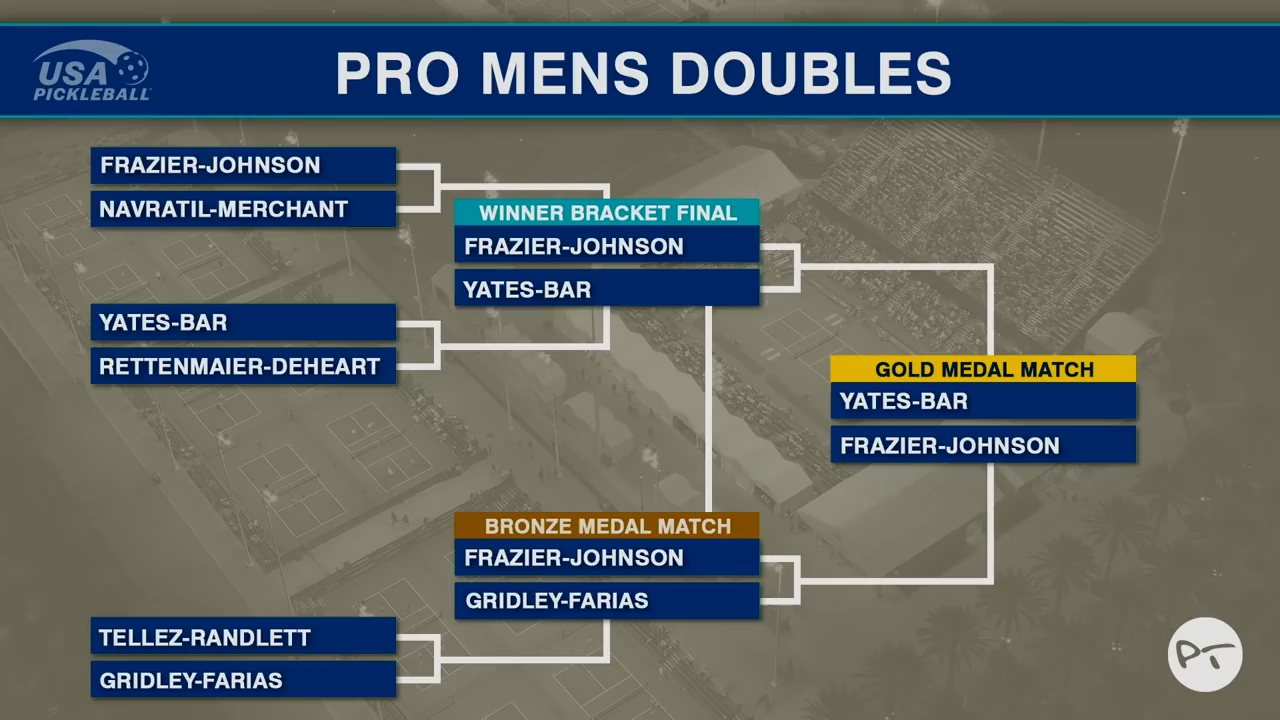 USA
PICKLEBALL
PRO MENS DOUBLES
FRAZIER-JOHNSON
NAVRATIL-MERCHANT
WINNER BRACKET FINAL
FRAZIER-JOHNSON
YATES-BAR
YATES-BAR
RETTENMAIER-DEHEART
GOLD MEDAL MATCH
YATES-BAR
FRAZIER-JOHNSON
BRONZE MEDAL MATCH
FRAZIER-JOHNSON
GRIDLEY-FARIAS
TELLEZ-RANDLETT
GRIDLEY-FARIAS
PT